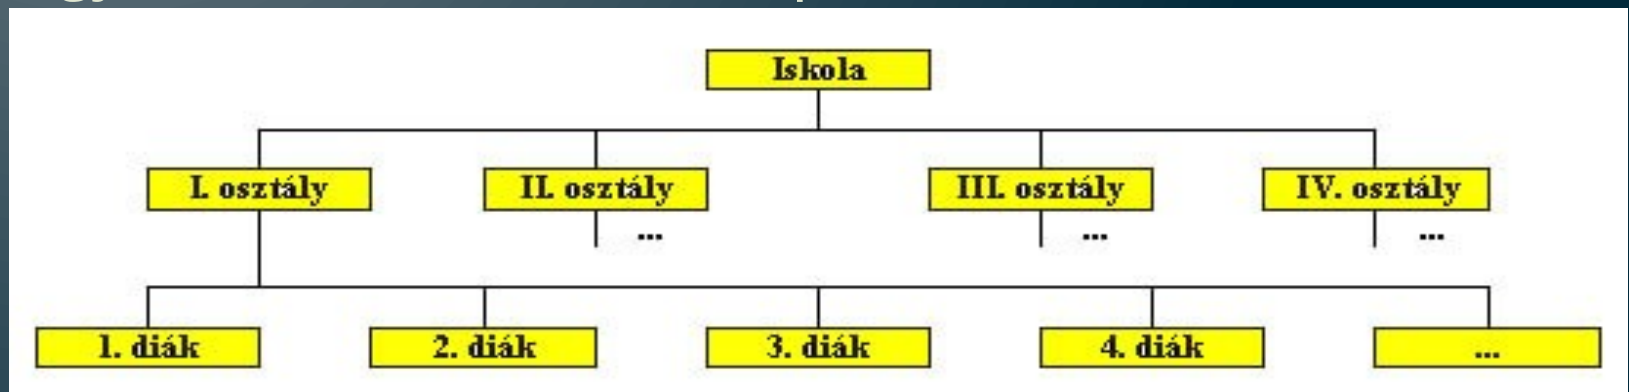 Iskola
I. osztály II. osztály III. osztály IV. osztály
... ... ...
1. diák 2. diák 3. diák 4. diák ...